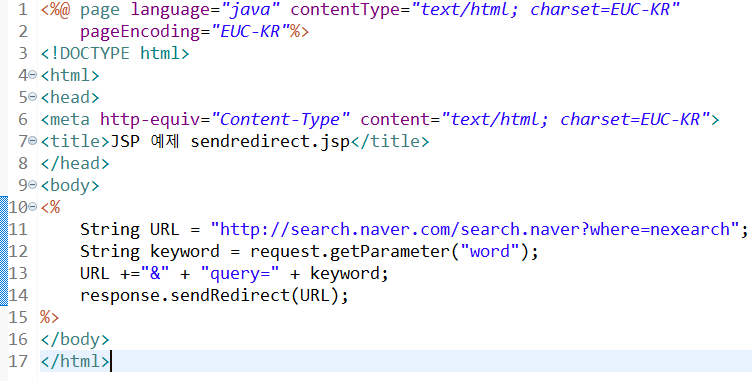 1 <%@ page language="java" contentType="text/html; charset=EUC-KR"
2     pageEncoding="EUC-KR"%>
3 <!DOCTYPE html>
4 <html>
5 <head>
6 <meta http-equiv="Content-Type" content="text/html; charset=EUC-KR">
7 <title>JSP 예제 sendredirect.jsp</title>
8 </head>
9 <body>
10 <%
11     String URL = "http://search.naver.com/search.naver?where=nexearch";
12     String keyword = request.getParameter("word");
13     URL +="&" + "query=" + keyword;
14     response.sendRedirect(URL);
15 %>
16 </body>
17 </html>